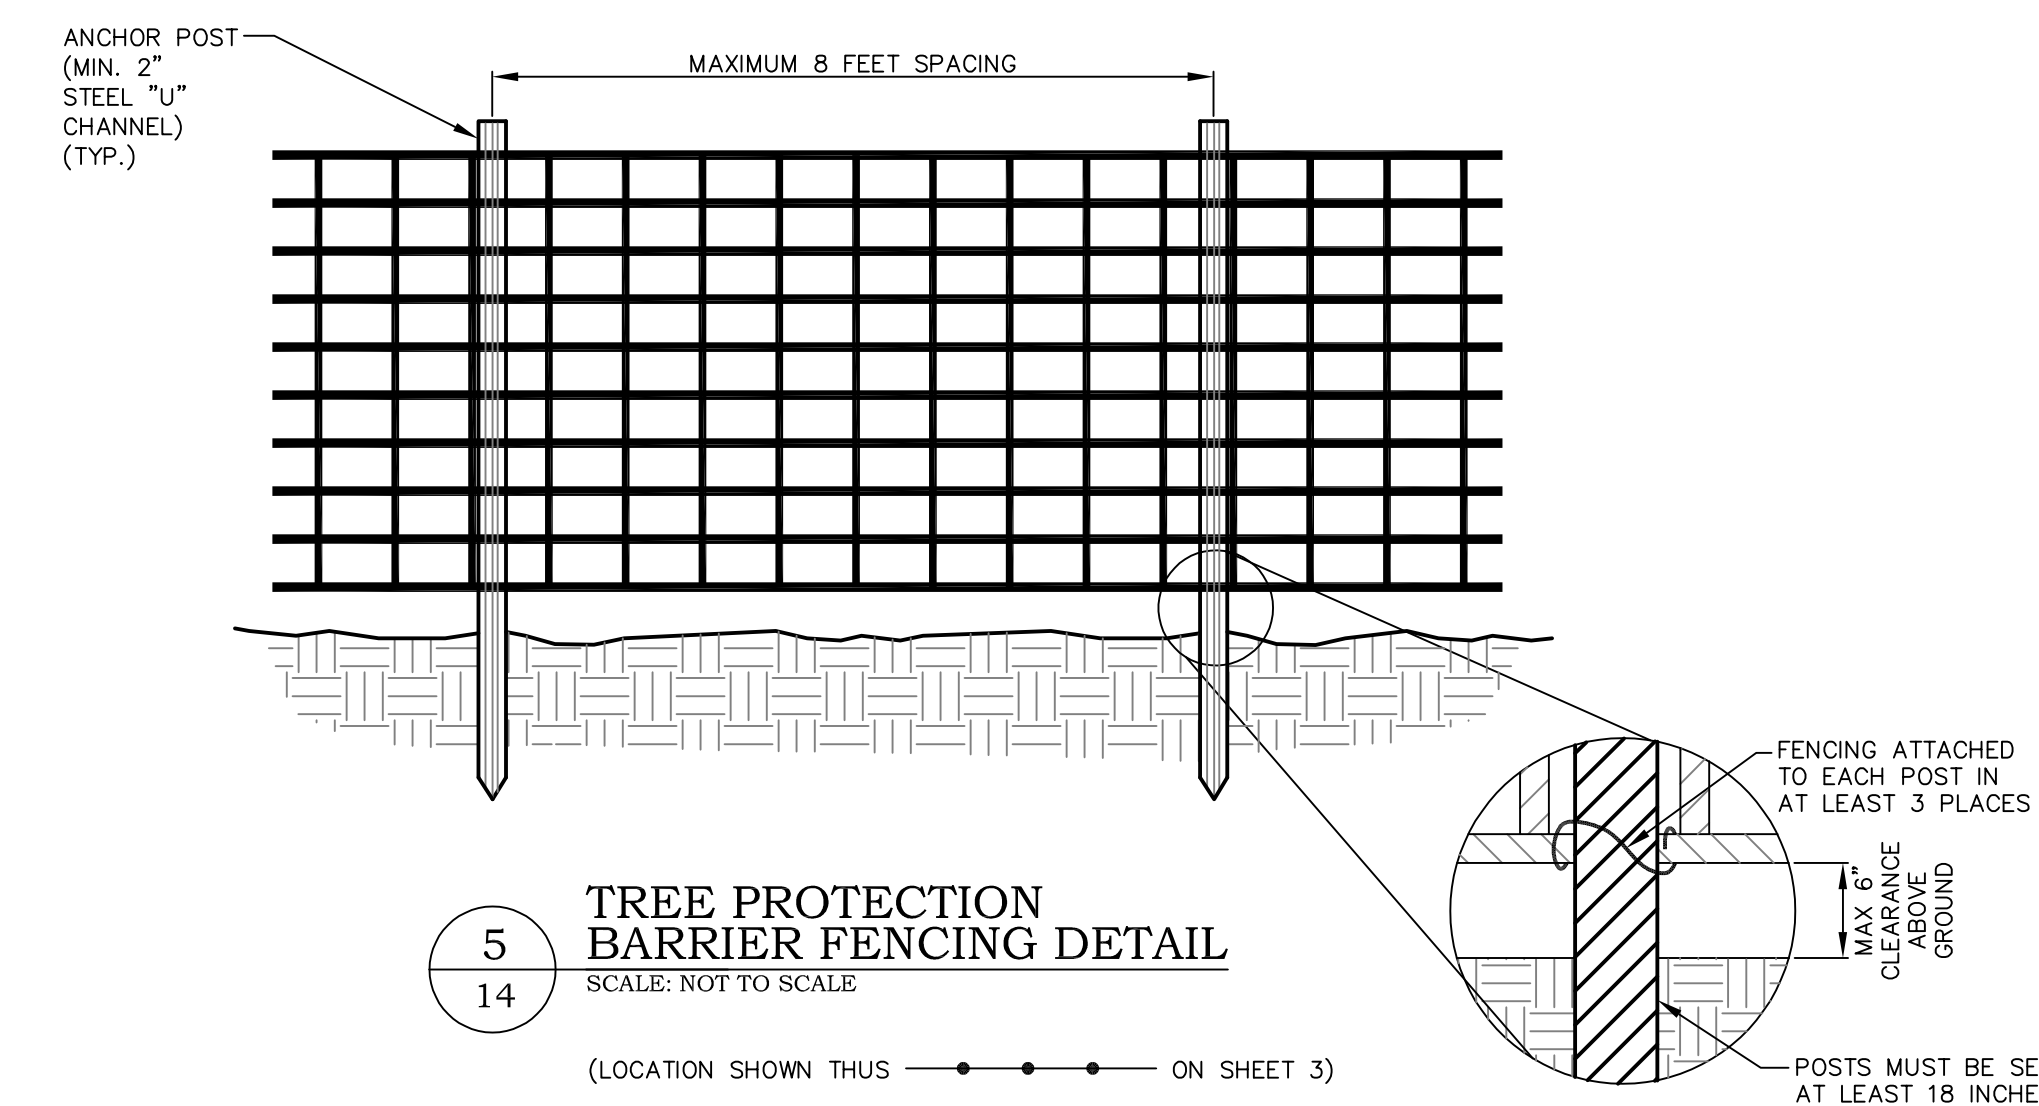 ANCHOR POST
(MIN. 2"
STEEL "U"
CHANNEL)
(TYP.)
MAXIMUM 8 FEET SPACING
FENCING ATTACHED
TO EACH POST IN
AT LEAST 3 PLACES
MAX 6"
CLEARANCE
ABOVE
GROUND
POSTS MUST BE SE
AT LEAST 18 INCHE
5
14
TREE PROTECTION
BARRIER FENCING DETAIL
SCALE: NOT TO SCALE
(LOCATION SHOWN THUS ON SHEET 3)